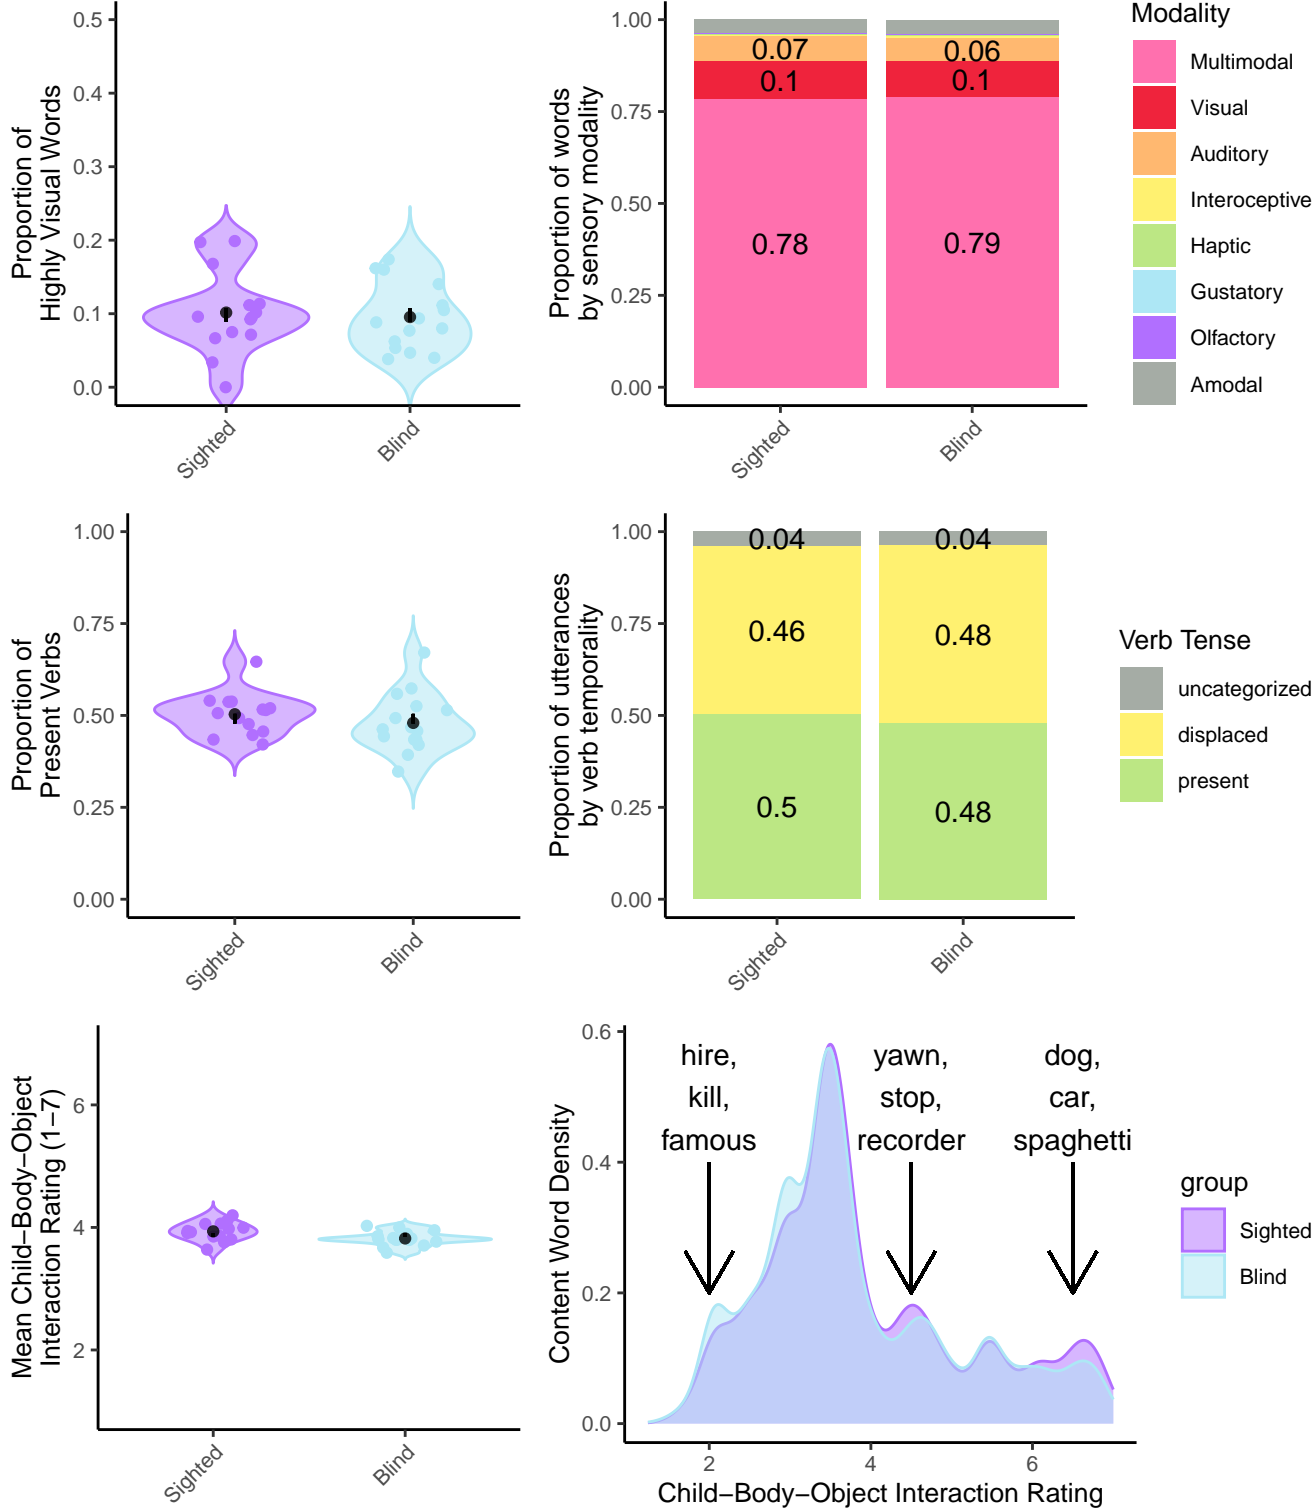 Proportion of
Highly Visual Words
0.5
0.4
0.3
0.2
0.1
0.0
Sighted
Blind
Proportion of words
by sensory modality
1.00
0.75
0.50
0.25
0.00
0.07
0.1
0.78
0.06
0.1
0.79
Sighted
Blind
Modality
Multimodal
Visual
Auditory
Interoceptive
Haptic
Gustatory
Olfactory
Amodal
Proportion of
Present Verbs
1.00
0.75
0.50
0.25
0.00
Sighted
Blind
Proportion of utterances
by verb temporality
1.00
0.75
0.50
0.25
0.00
0.04
0.46
0.5
0.04
0.48
0.48
Sighted
Blind
Verb Tense
uncategorized
displaced
present
Mean Child−Body−Object
Interaction Rating (1−7)
6
4
2
Sighted
Blind
Content Word Density
0.6
0.4
0.2
0.0
hire,
kill,
famous
yawn,
stop,
recorder
dog,
car,
spaghetti
2
4
6
Child−Body−Object Interaction Rating
group
Sighted
Blind